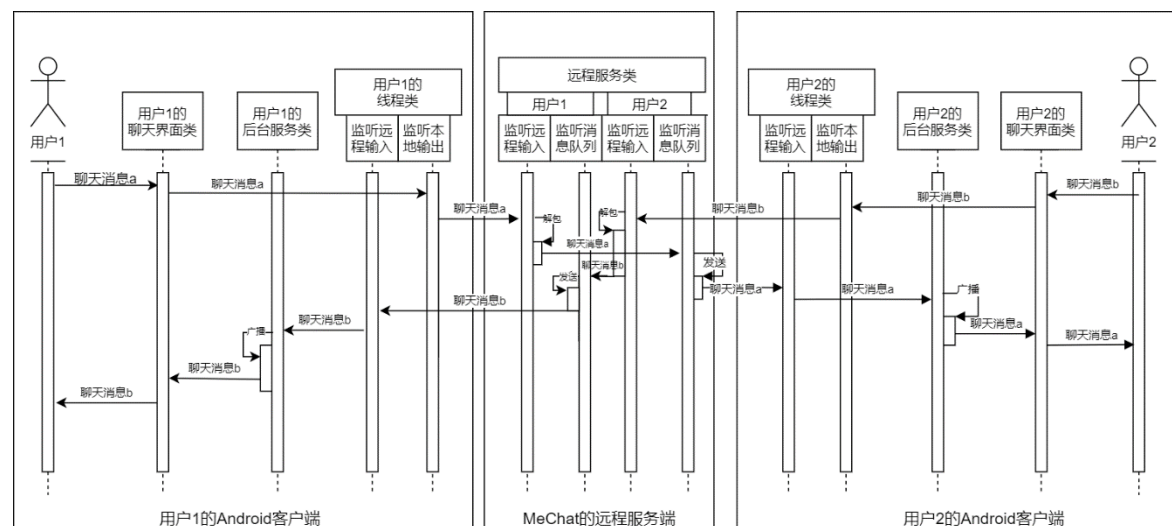 用户1
用户1的
聊天界面类
用户1的
后台服务类
用户1的
线程类
监听远
程输入
监听本
地输出
远程服务类
用户1
用户2
监听远
程输入
监听消
息队列
监听远
程输入
监听消
息队列
用户2的
线程类
监听远
程输入
监听本
地输出
用户2的
后台服务类
用户2的
聊天界面类
用户2
聊天消息a
聊天消息a
聊天消息a
解包
聊天消息a
发送
聊天消息a
聊天消息a
广播
聊天消息a
聊天消息a
聊天消息b
聊天消息b
聊天消息b
解包
聊天消息b
发送
聊天消息b
聊天消息b
广播
聊天消息b
聊天消息b
用户1的Android客户端
MeChat的远程服务端
用户2的Android客户端